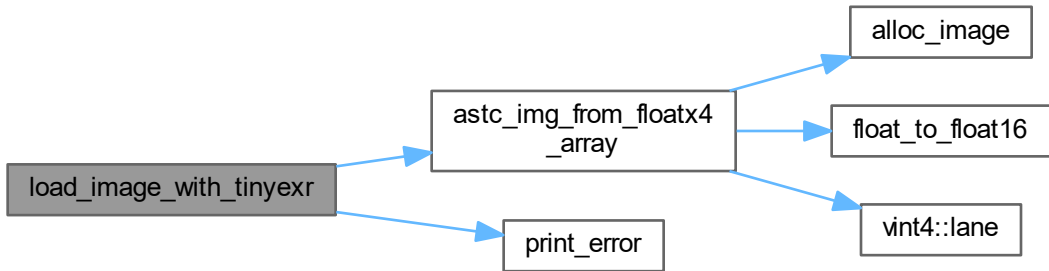 load_image_with_tinyexr
astc_img_from_floatx4
_array
print_error
alloc_image
float_to_float16
vint4::lane